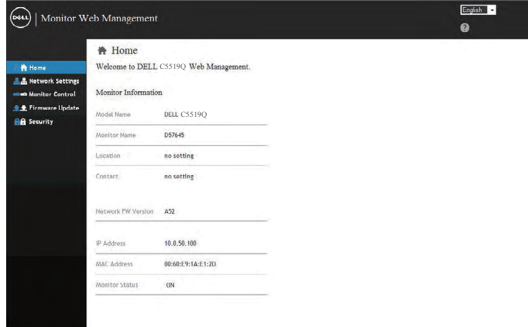 DELL | Monitor Web Management
English
?
Home
Network Settings
Monitor Control
Firmware Update
Security
Home
Welcome to DELL C5519Q Web Management.
Monitor Information
Model Name DELL C5519Q
Monitor Name D57645
Location no setting
Contact no setting
Network FW Version A52
IP Address 10.0.50.100
MAC Address 00:60:E9:1A:E1:2D
Monitor Status ON